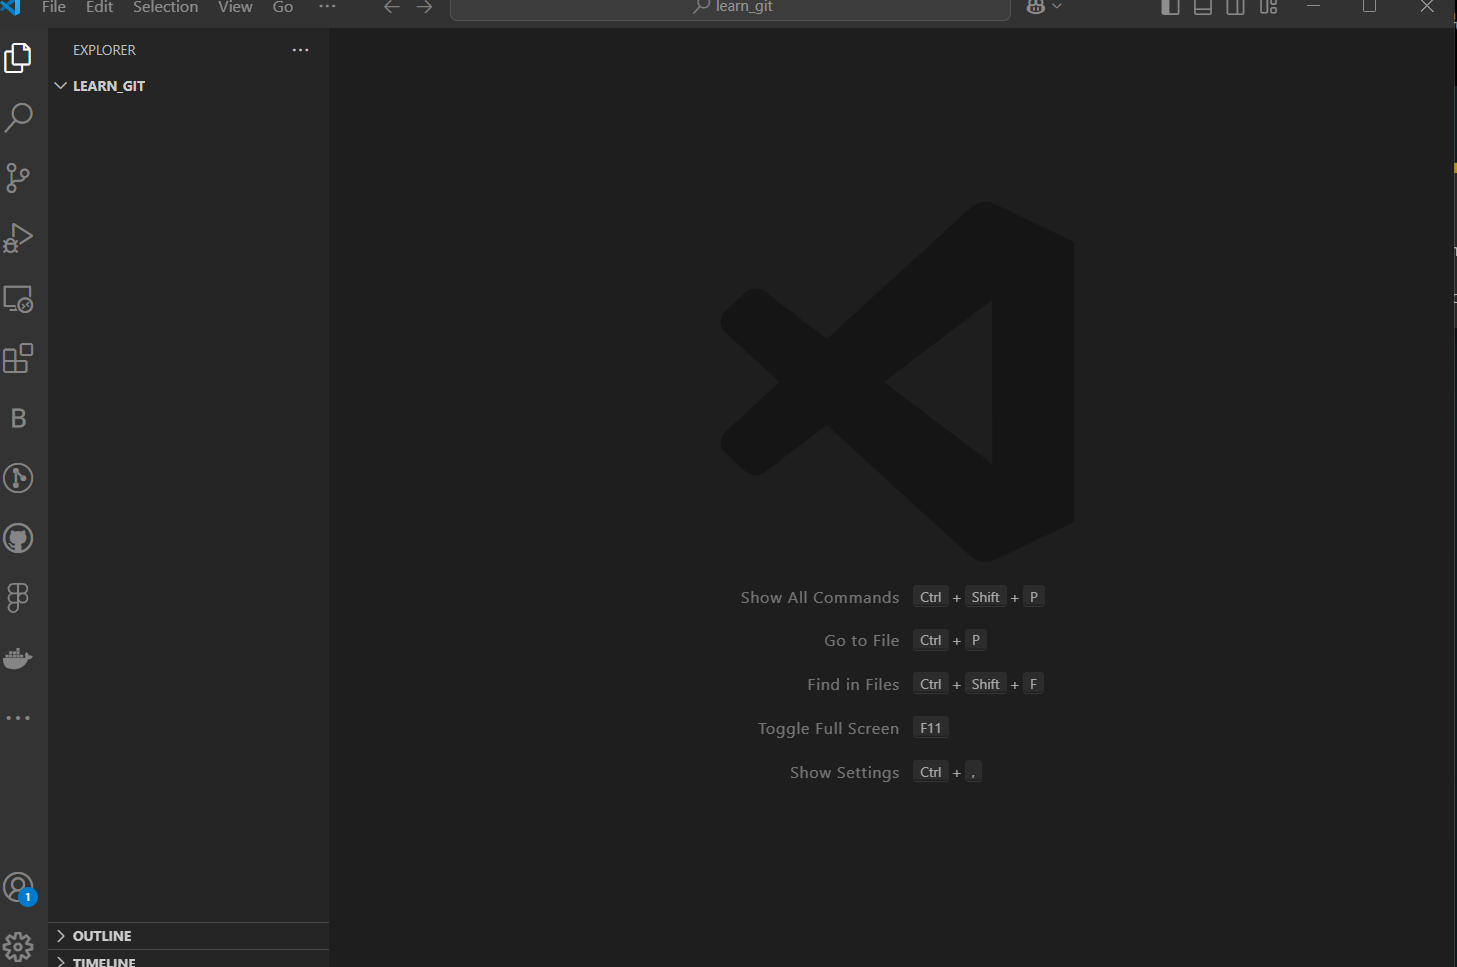 File Edit Selection View Go ···
learn_git
EXPLORER ···
LEARN_GIT
B
Show All Commands Ctrl + Shift + P
Go to File Ctrl + P
Find in Files Ctrl + Shift + F
Toggle Full Screen F11
Show Settings Ctrl + ,
1
OUTLINE
TIMELINE